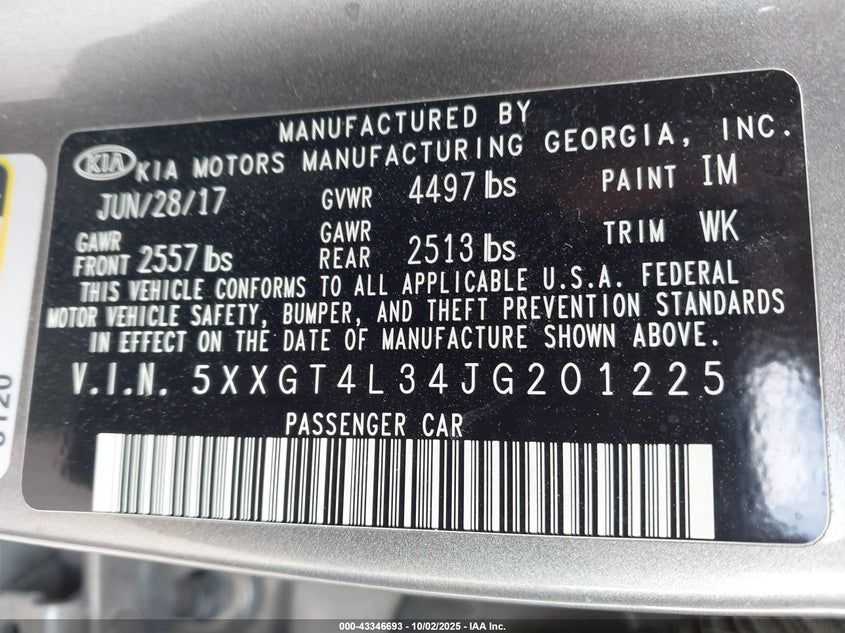 MANUFACTURED BY
KIA KIA MOTORS MANUFACTURING GEORGIA, INC.
JUN/28/17 GVWR 4497 lbs PAINT IM
GAWR FRONT 2557 lbs GAWR REAR 2513 lbs TRIM WK
THIS VEHICLE CONFORMS TO ALL APPLICABLE U.S.A. FEDERAL
MOTOR VEHICLE SAFETY, BUMPER, AND THEFT PREVENTION STANDARDS
IN EFFECT ON THE DATE OF MANUFACTURE SHOWN ABOVE.
V.I.N. 5XXGT4L34JG201225
PASSENGER CAR
000-43346693 - 10/02/2025 - IAA Inc.